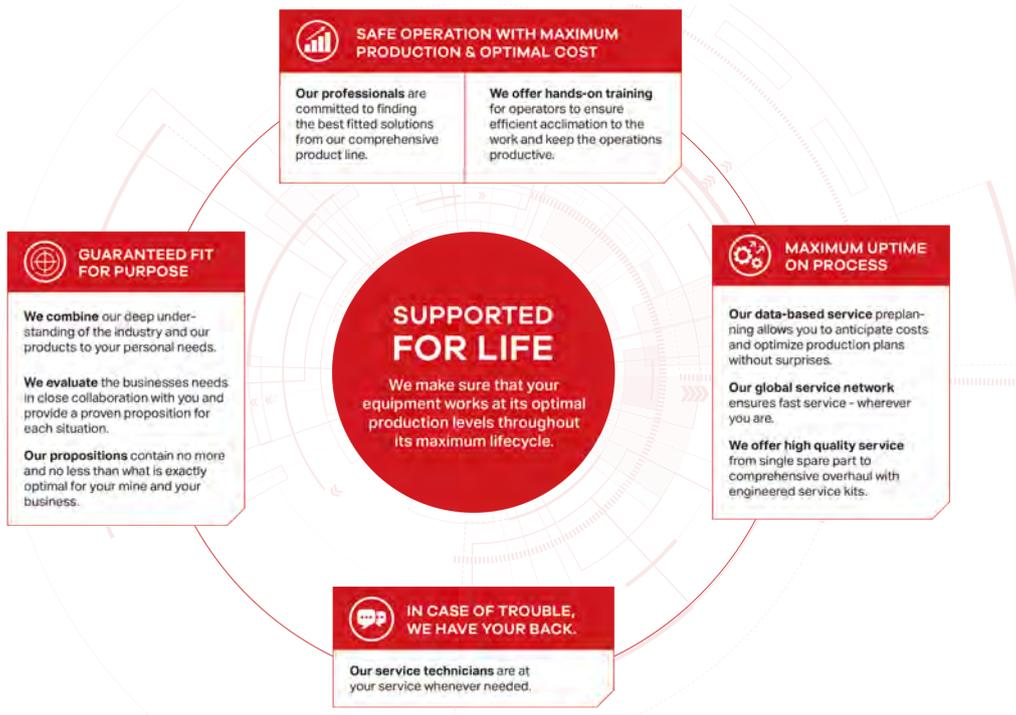 SAFE OPERATION WITH MAXIMUM
PRODUCTION & OPTIMAL COST
Our professionals are
committed to finding
the best fitted solutions
from our comprehensive
product line.
We offer hands-on training
for operators to ensure
efficient acclimation to the
work and keep the operations
productive.
GUARANTEED FIT
FOR PURPOSE
We combine our deep under-
standing of the industry and our
products to your personal needs.
We evaluate the businesses needs
in close collaboration with you and
provide a proven proposition for
each situation.
Our propositions contain no more
and no less than what is exactly
optimal for your mine and your
business.
SUPPORTED
FOR LIFE
We make sure that your
equipment works at its optimal
production levels throughout
its maximum lifecycle.
MAXIMUM UPTIME
ON PROCESS
Our data-based service preplan-
ning allows you to anticipate costs
and optimize production plans
without surprises.
Our global service network
ensures fast service - wherever
you are.
We offer high quality service
from single spare part to
comprehensive overhaul with
engineered service kits.
IN CASE OF TROUBLE,
WE HAVE YOUR BACK.
Our service technicians are at
your service whenever needed.